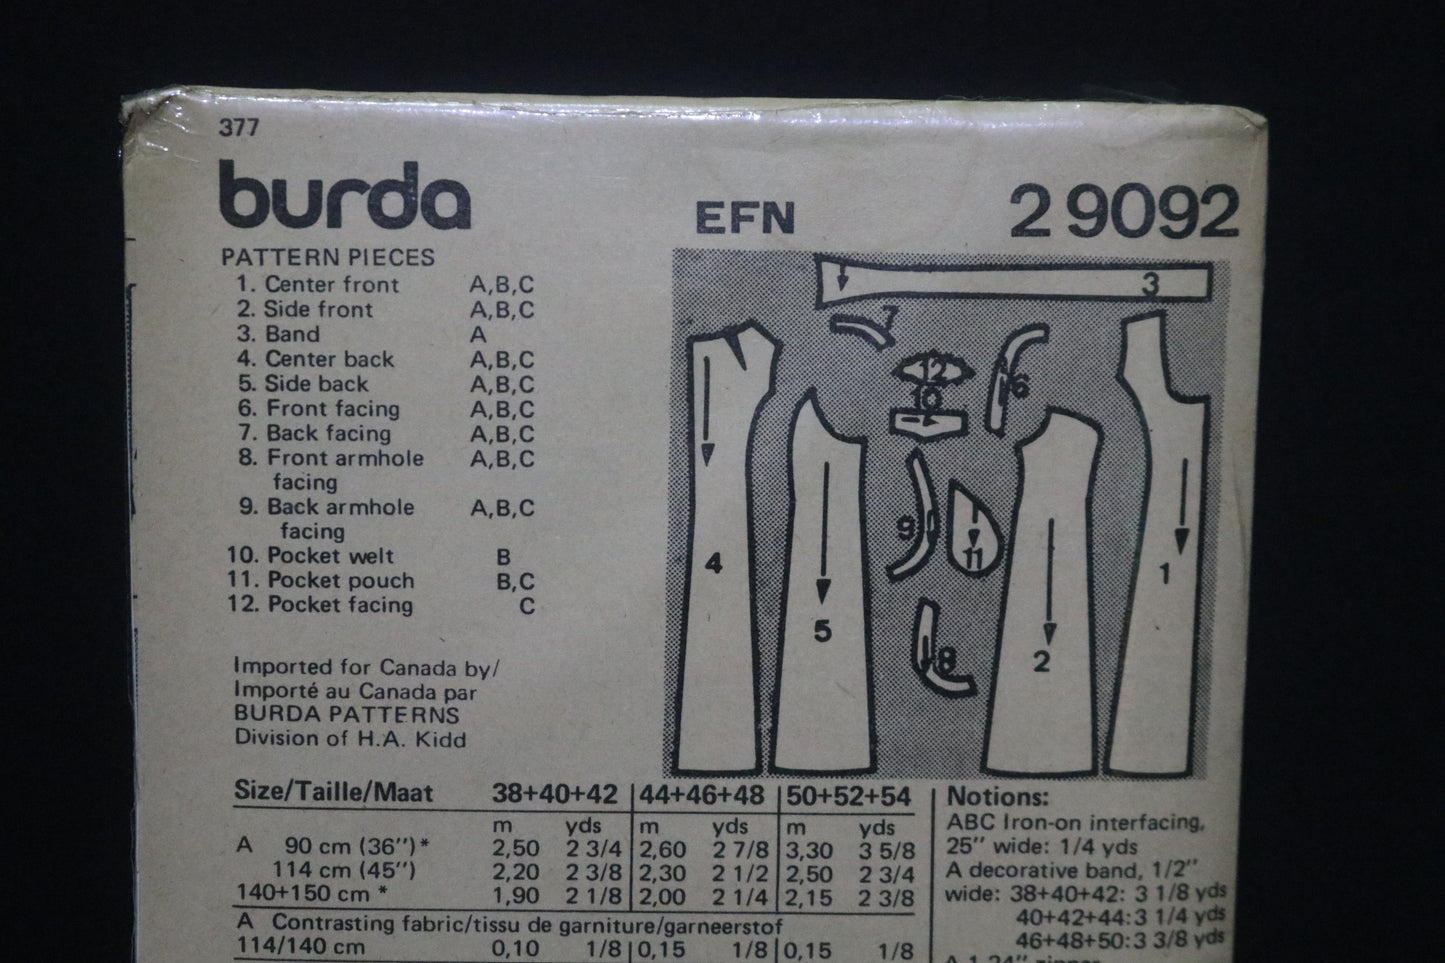 377
burda
EFN
29092
PATTERN PIECES
1. Center front A,B,C
2. Side front A,B,C
3. Band A
4. Center back A,B,C
5. Side back A,B,C
6. Front facing A,B,C
7. Back facing A,B,C
8. Front armhole A,B,C
facing
9. Back armhole A,B,C
facing
10. Pocket welt B
11. Pocket pouch B,C
12. Pocket facing C
3
7
12
6
10
9
11
4
1
5
8
2
Imported for Canada by/
Importé au Canada par
BURDA PATTERNS
Division of H.A. Kidd
Size/Taille/Maat 38+40+42 44+46+48 50+52+54
m yds m yds m yds
A 90 cm (36")* 2,50 2 3/4 2,60 2 7/8 3,30 3 5/8
114 cm (45") 2,20 2 3/8 2,30 2 1/2 2,50 2 3/4
140+150 cm * 1,90 2 1/8 2,00 2 1/4 2,15 2 3/8
A Contrasting fabric/tissu de garniture/garneerstof
114/140 cm 0,10 1/8 0,15 1/8 0,15 1/8
Notions:
ABC Iron-on interfacing,
25" wide: 1/4 yds
A decorative band, 1/2"
wide: 38+40+42: 3 1/8 yds
40+42+44: 3 1/4 yds
46+48+50: 3 3/8 yds